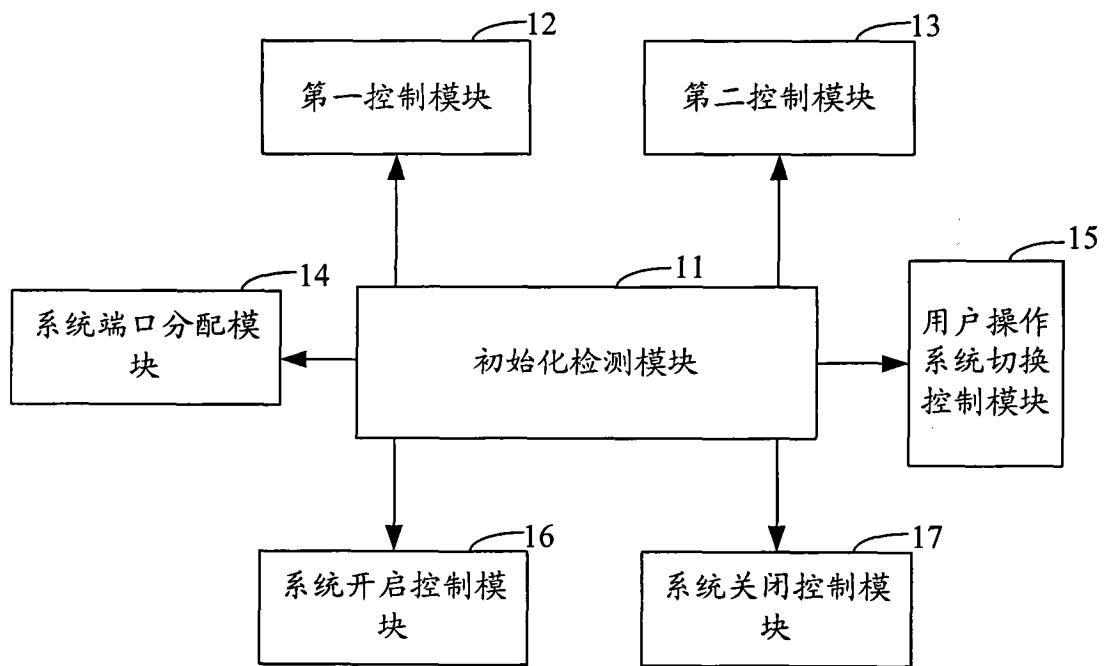 12
第一控制模块
13
第二控制模块
14
系统端口分配模
块
11
初始化检测模块
15
用户操作
系统切换
控制模块
16
系统开启控制模
块
17
系统关闭控制模
块